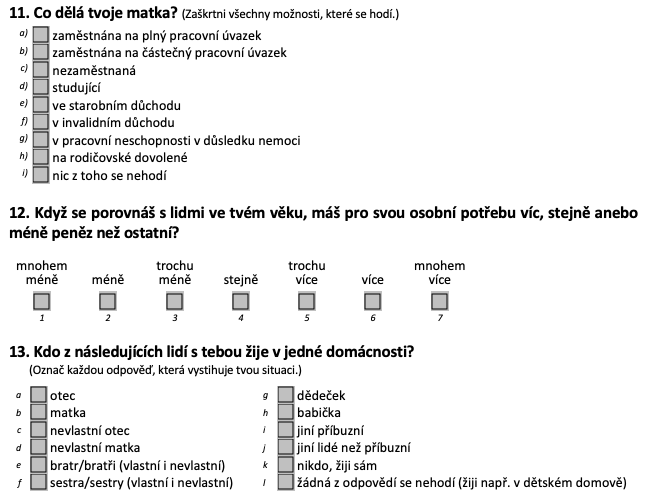 11. Co dělá tvoje matka? (Zaškrtni všechny možnosti, které se hodí.)
a) zaměstnána na plný pracovní úvazek
b) zaměstnána na částečný pracovní úvazek
c) nezaměstnaná
d) studující
e) ve starobním důchodu
f) v invalidním důchodu
g) v pracovní neschopnosti v důsledku nemoci
h) na rodičovské dovolené
i) nic z toho se nehodí
12. Když se porovnáš s lidmi ve tvém věku, máš pro svou osobní potřebu víc, stejně anebo
méně peněz než ostatní?
mnohem trochu trochu mnohem
méně méně méně stejně více více více
1 2 3 4 5 6 7
13. Kdo z následujících lidí s tebou žije v jedné domácnosti?
(Označ každou odpověď, která vystihuje tvou situaci.)
a otec
b matka
c nevlastní otec
d nevlastní matka
e bratr/bratři (vlastní i nevlastní)
f sestra/sestry (vlastní i nevlastní)
g dědeček
h babička
i jiní příbuzní
j jiní lidé než příbuzní
k nikdo, žiji sám
l žádná z odpovědí se nehodí (žiji např. v dětském domově)